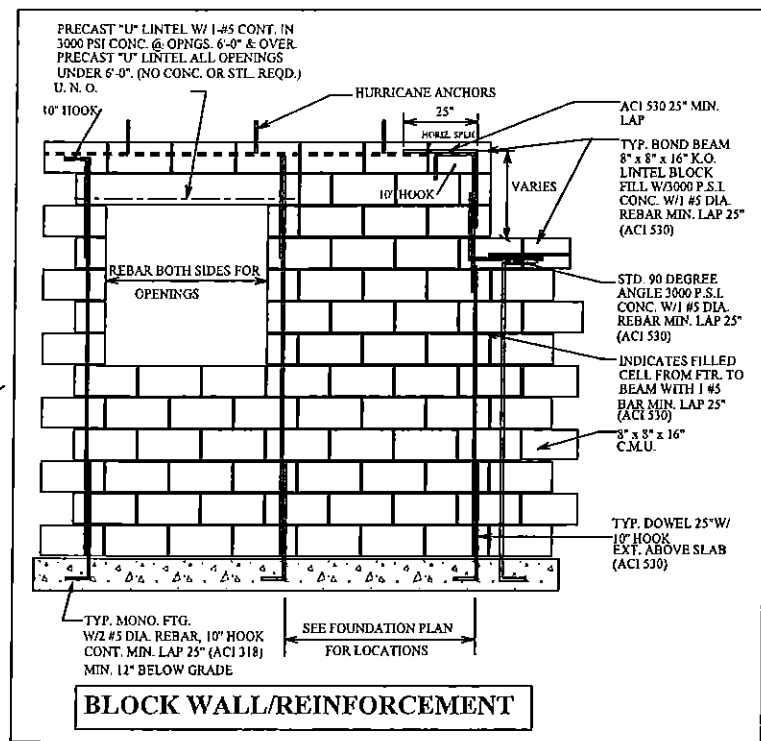 PRECAST "U" LINTEL W/ 1-#5 CONT. IN
3000 PSI CONC. @ OPNGS. 6'-0" & OVER
PRECAST "U" LINTEL ALL OPENINGS
UNDER 6'-0". (NO CONC. OR STL. REQD.)
U. N. O.
10" HOOK
HURRICANE ANCHORS
25"
HORIZ. SPLICE
10" HOOK
VARIES
ACI 530 25" MIN.
LAP
TYP. BOND BEAM
8" x 8" x 16" K.O.
LINTEL BLOCK
FILL W/3000 P.S.I.
CONC. W/1 #5 DIA.
REBAR MIN. LAP 25"
(ACI 530)
REBAR BOTH SIDES FOR
OPENINGS
STD. 90 DEGREE
ANGLE 3000 P.S.I.
CONC. W/1 #5 DIA.
REBAR MIN. LAP 25"
(ACI 530)
INDICATES FILLED
CELL FROM FTR. TO
BEAM WITH 1 #5
BAR MIN. LAP 25"
(ACI 530)
8" x 8" x 16"
C.M.U.
TYP. DOWEL 25"W/
10" HOOK
EXT. ABOVE SLAB
(ACI 530)
TYP. MONO. FTG.
W/2 #5 DIA. REBAR, 10" HOOK
CONT. MIN. LAP 25" (ACI 318)
MIN. 12" BELOW GRADE
SEE FOUNDATION PLAN
FOR LOCATIONS
BLOCK WALL/REINFORCEMENT